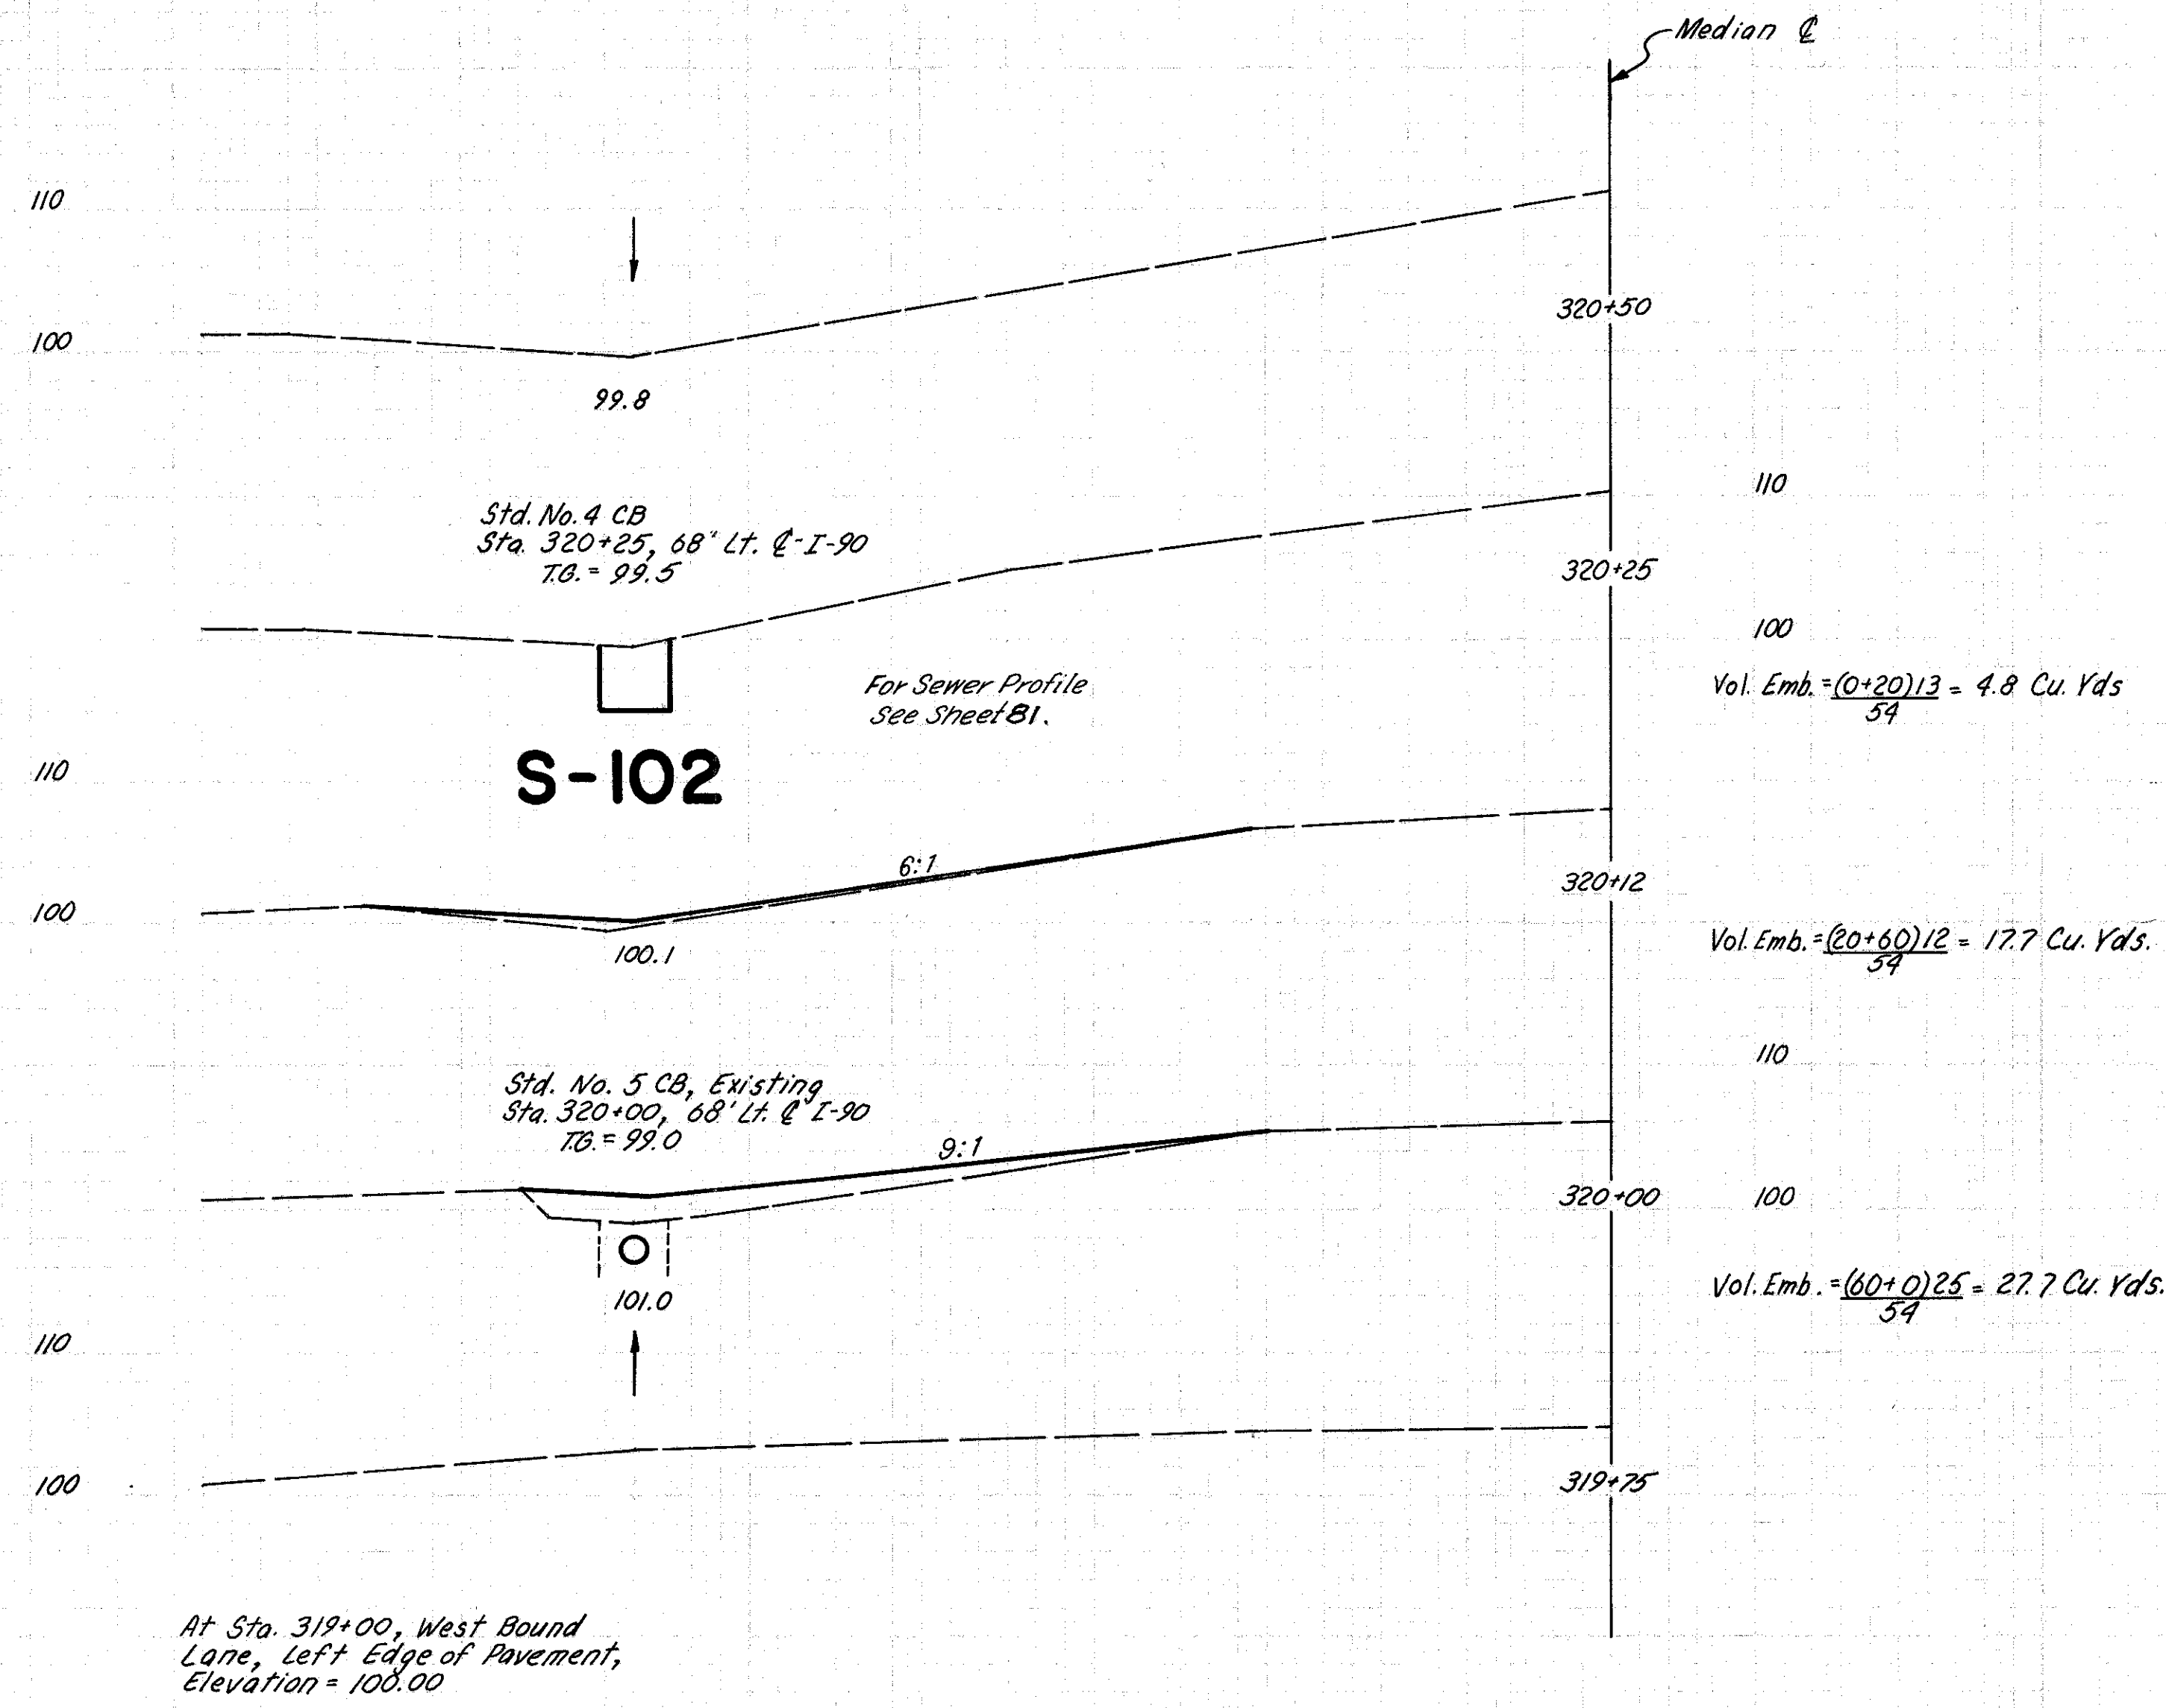 Median ℄
110
320+50
100
99.8
110
Std. No. 4 CB
Sta. 320+25, 68' Lt. ℄-I-90
T.G. = 99.5
320+25
100
For Sewer Profile
See Sheet 81.
Vol. Emb. = (0+20)13 = 4.8 Cu. Yds
54
S-102
110
6:1
320+12
100
100.1
Vol. Emb. = (20+60)12 = 17.7 Cu. Yds.
54
110
Std. No. 5 CB, Existing
Sta. 320+00, 68' Lt. ℄ I-90
T.G. = 99.0
9:1
320+00
100
101.0
Vol. Emb. = (60+0)25 = 27.7 Cu. Yds.
54
110
100
319+75
At Sta. 319+00, West Bound
Lane, Left Edge of Pavement,
Elevation = 100.00